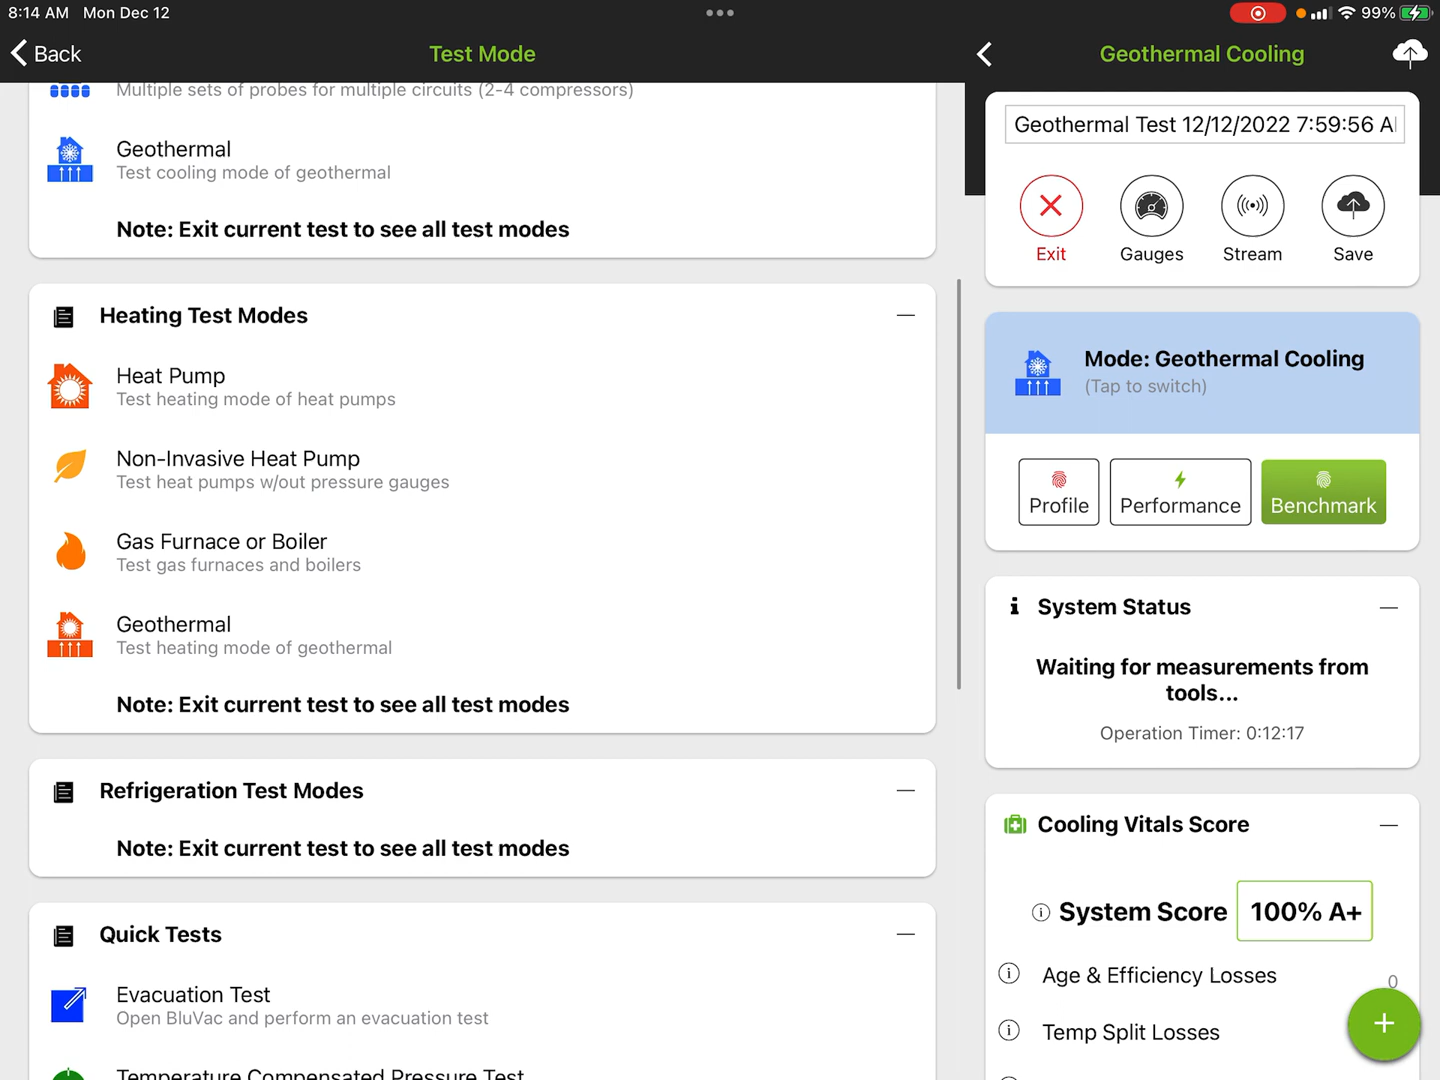 8:14 AM Mon Dec 12
99%
Back
Test Mode
Multiple sets of probes for multiple circuits (2-4 compressors)
Geothermal
Test cooling mode of geothermal
Note: Exit current test to see all test modes
Heating Test Modes
Heat Pump
Test heating mode of heat pumps
Non-Invasive Heat Pump
Test heat pumps w/out pressure gauges
Gas Furnace or Boiler
Test gas furnaces and boilers
Geothermal
Test heating mode of geothermal
Note: Exit current test to see all test modes
Refrigeration Test Modes
Note: Exit current test to see all test modes
Quick Tests
Evacuation Test
Open BluVac and perform an evacuation test
Temperature Compensated Pressure Test
Geothermal Cooling
Geothermal Test 12/12/2022 7:59:56 A
Exit Gauges Stream Save
Mode: Geothermal Cooling
(Tap to switch)
Profile Performance Benchmark
System Status
Waiting for measurements from
tools...
Operation Timer: 0:12:17
Cooling Vitals Score
System Score 100% A+
Age & Efficiency Losses 0
Temp Split Losses